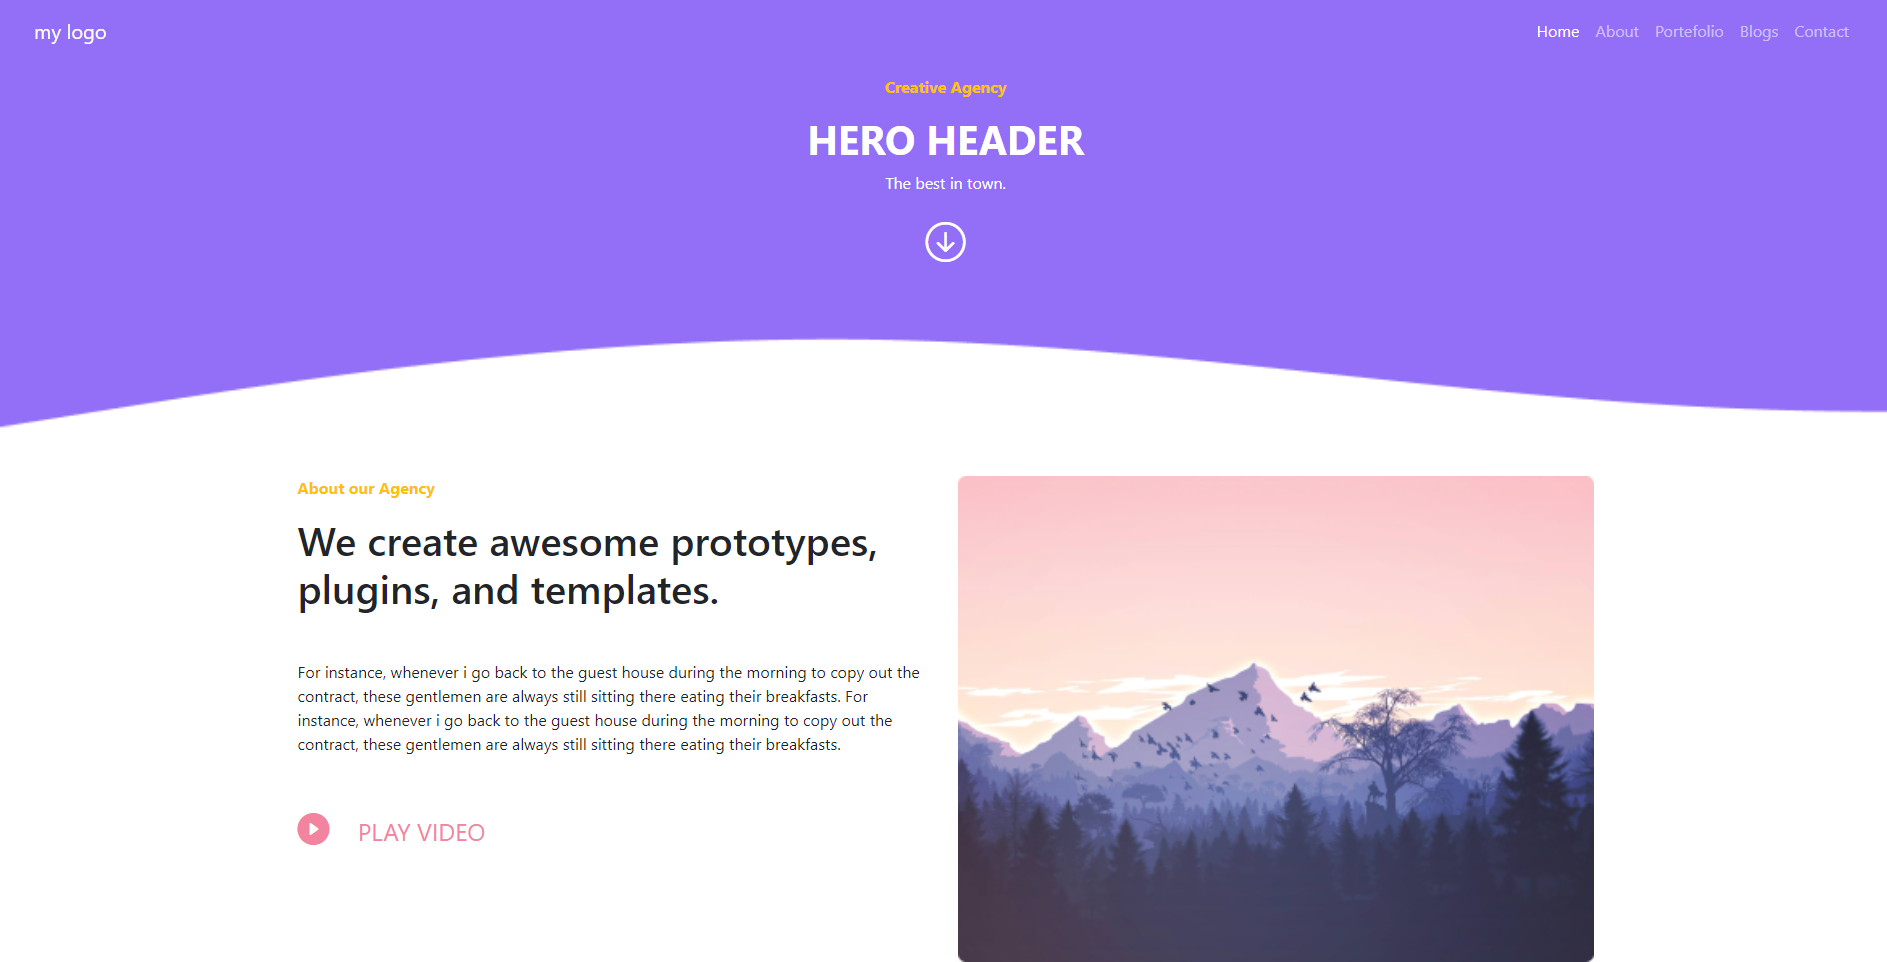 my logo
Home About Portefolio Blogs Contact
Creative Agency
HERO HEADER
The best in town.
About our Agency
We create awesome prototypes,
plugins, and templates.
For instance, whenever i go back to the guest house during the morning to copy out the
contract, these gentlemen are always still sitting there eating their breakfasts. For
instance, whenever i go back to the guest house during the morning to copy out the
contract, these gentlemen are always still sitting there eating their breakfasts.
PLAY VIDEO